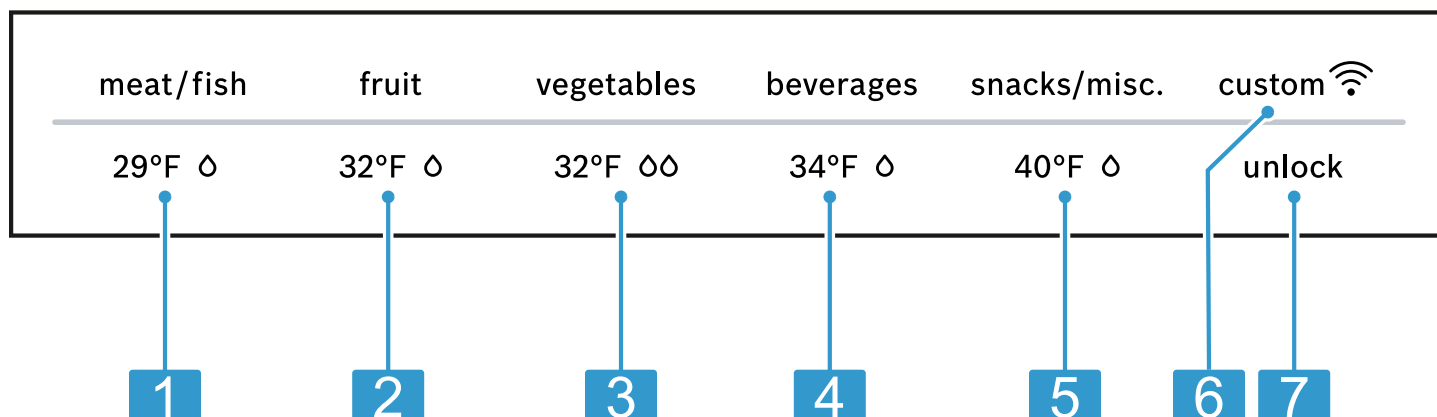 meat/fish fruit vegetables beverages snacks/misc. custom
29°F 32°F 32°F 34°F 40°F unlock
1 2 3 4 5 6 7